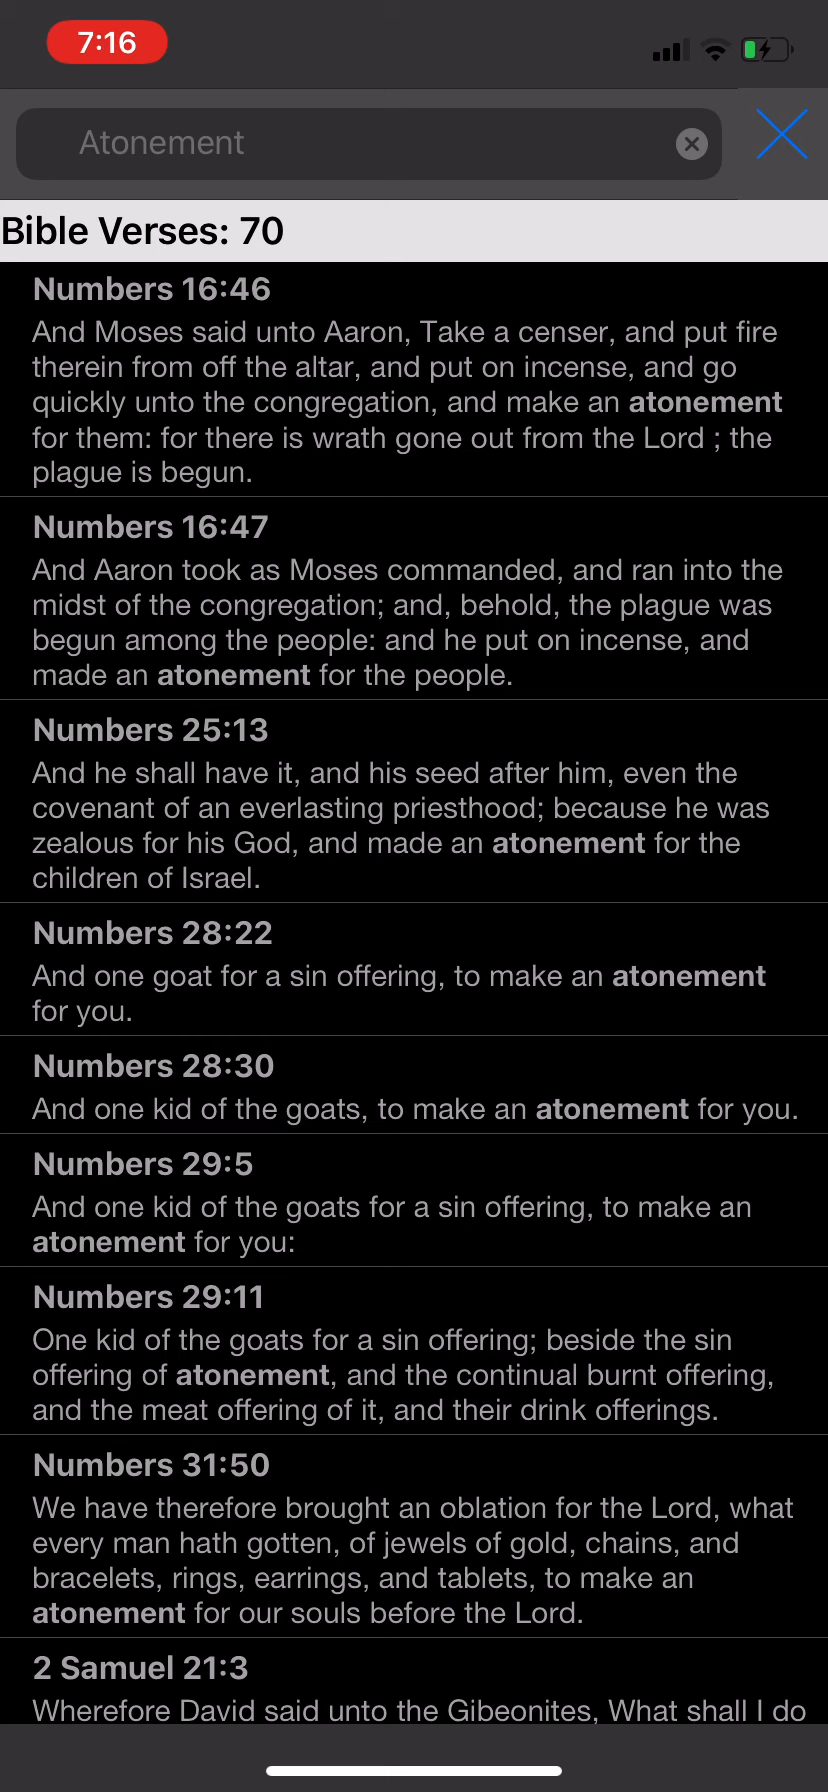 7:16
Atonement
Bible Verses: 70
Numbers 16:46
And Moses said unto Aaron, Take a censer, and put fire
therein from off the altar, and put on incense, and go
quickly unto the congregation, and make an atonement
for them: for there is wrath gone out from the Lord ; the
plague is begun.
Numbers 16:47
And Aaron took as Moses commanded, and ran into the
midst of the congregation; and, behold, the plague was
begun among the people: and he put on incense, and
made an atonement for the people.
Numbers 25:13
And he shall have it, and his seed after him, even the
covenant of an everlasting priesthood; because he was
zealous for his God, and made an atonement for the
children of Israel.
Numbers 28:22
And one goat for a sin offering, to make an atonement
for you.
Numbers 28:30
And one kid of the goats, to make an atonement for you.
Numbers 29:5
And one kid of the goats for a sin offering, to make an
atonement for you:
Numbers 29:11
One kid of the goats for a sin offering; beside the sin
offering of atonement, and the continual burnt offering,
and the meat offering of it, and their drink offerings.
Numbers 31:50
We have therefore brought an oblation for the Lord, what
every man hath gotten, of jewels of gold, chains, and
bracelets, rings, earrings, and tablets, to make an
atonement for our souls before the Lord.
2 Samuel 21:3
Wherefore David said unto the Gibeonites, What shall I do